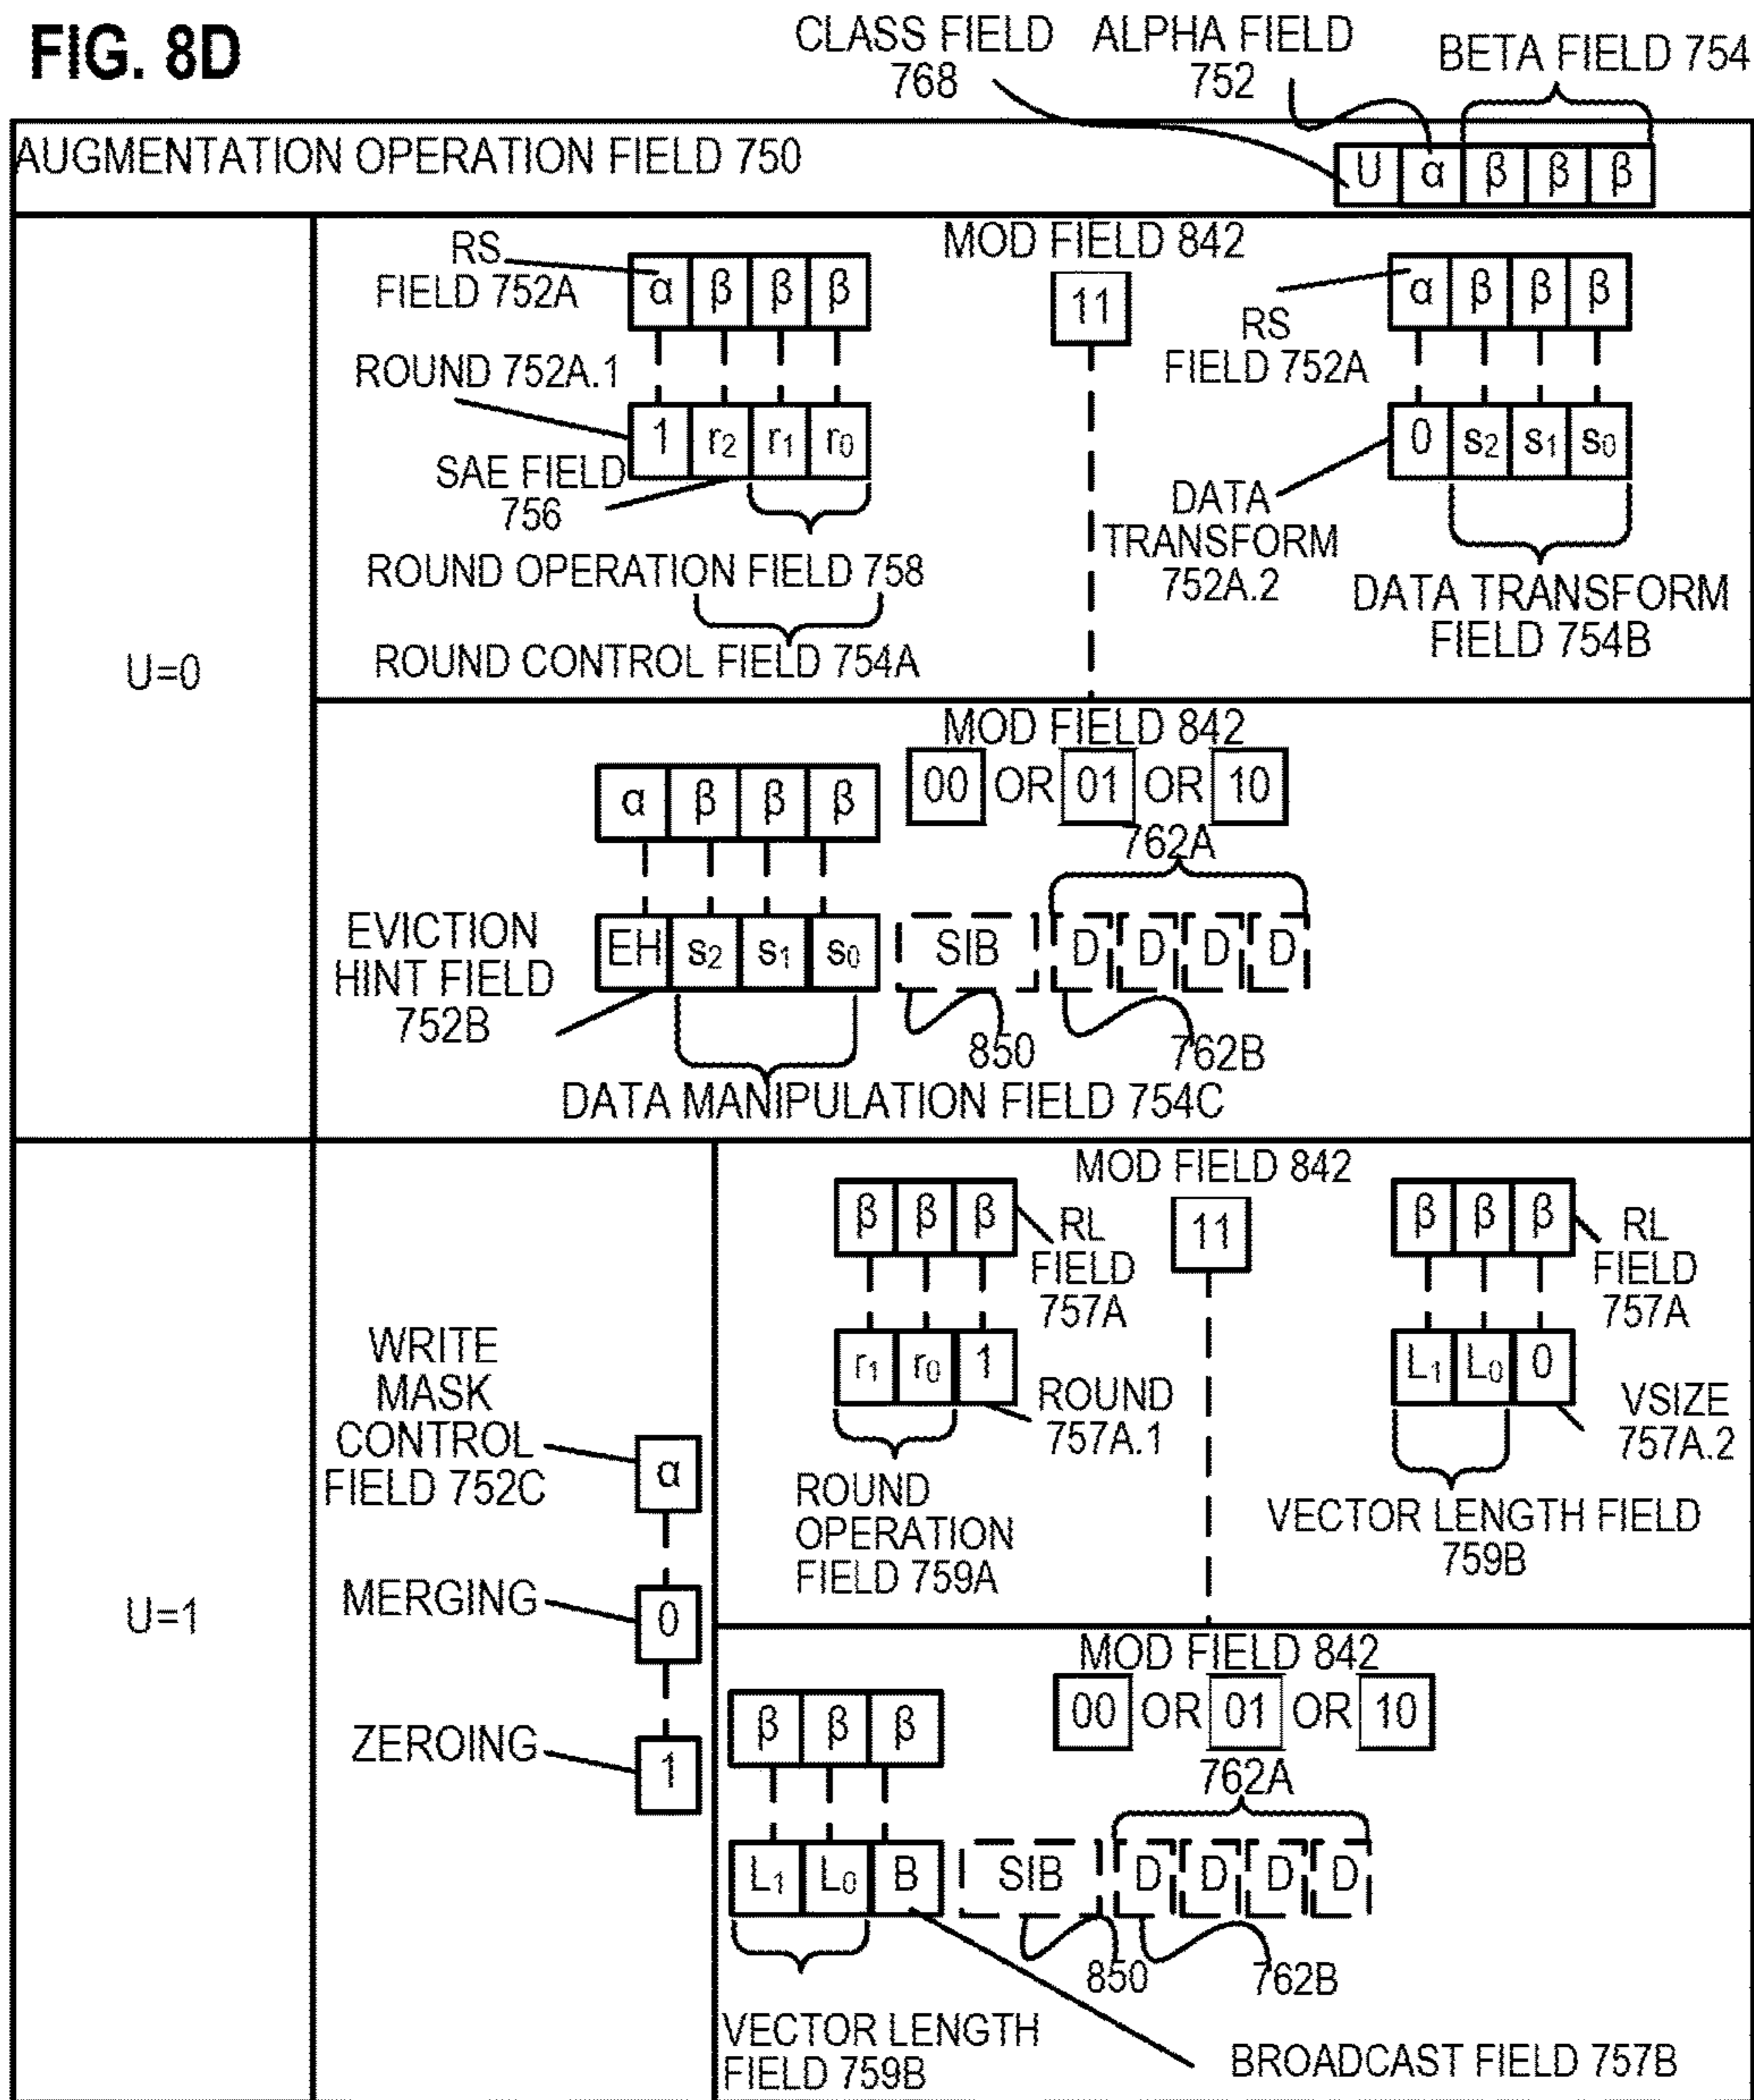 FIG. 8D
CLASS FIELD
768
ALPHA FIELD
752
BETA FIELD 754
AUGMENTATION OPERATION FIELD 750
U α β β β
U=0
MOD FIELD 842
11
RS
FIELD 752A
α β β β
ROUND 752A.1
1 r₂ r₁ r₀
SAE FIELD
756
ROUND OPERATION FIELD 758
ROUND CONTROL FIELD 754A
α β β β
RS
FIELD 752A
0 s₂ s₁ s₀
DATA
TRANSFORM
752A.2
DATA TRANSFORM
FIELD 754B
MOD FIELD 842
00 OR 01 OR 10
α β β β
762A
EVICTION
HINT FIELD
752B
EH s₂ s₁ s₀ SIB D D D D
850
762B
DATA MANIPULATION FIELD 754C
U=1
WRITE
MASK
CONTROL
FIELD 752C
α
MERGING
0
ZEROING
1
MOD FIELD 842
11
β β β
RL
FIELD
757A
r₁ r₀ 1
ROUND
757A.1
ROUND
OPERATION
FIELD 759A
β β β
RL
FIELD
757A
L₁ L₀ 0
VSIZE
757A.2
VECTOR LENGTH FIELD
759B
MOD FIELD 842
00 OR 01 OR 10
β β β
762A
L₁ L₀ B SIB D D D D
850
762B
VECTOR LENGTH
FIELD 759B
BROADCAST FIELD 757B